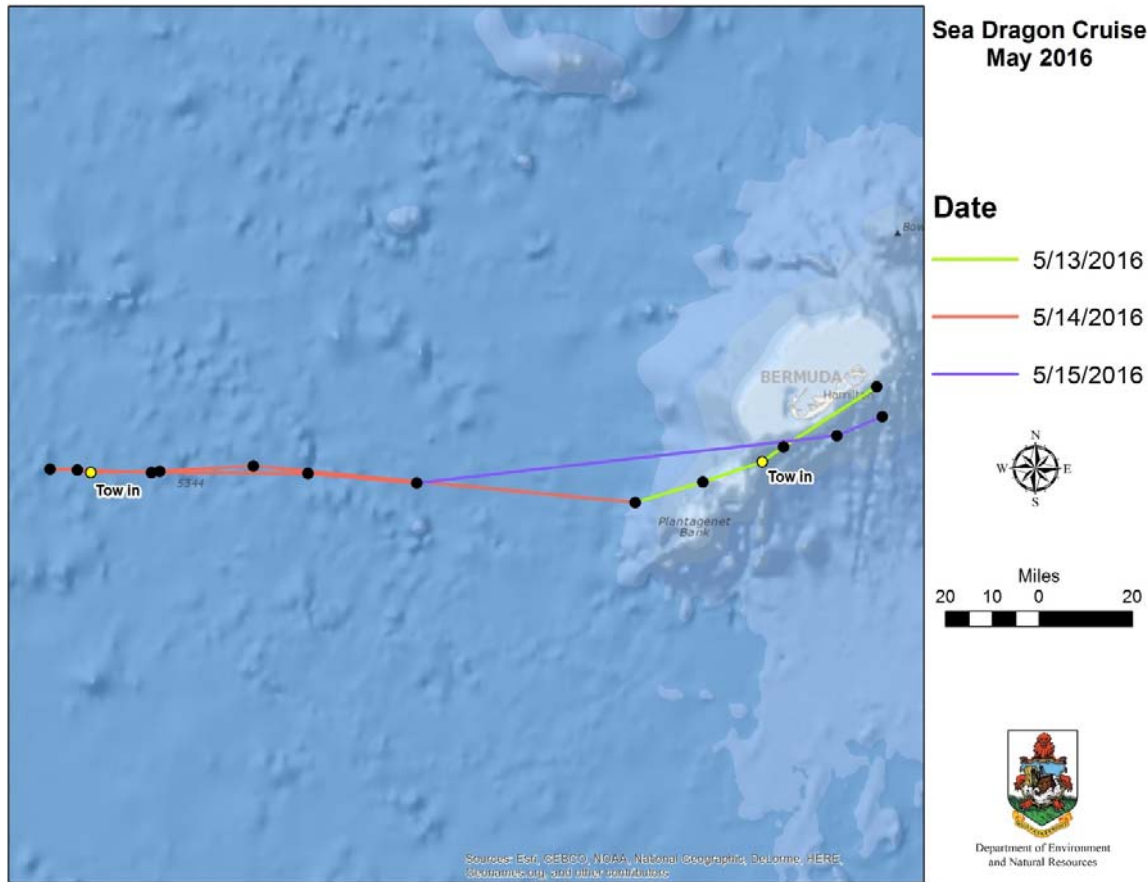 Sea Dragon Cruise
May 2016
Bow
Date
5/13/2016
5/14/2016
5/15/2016
BERMUDA
Hamilton
N
W
E
S
Tow in
5344
Tow in
Plantagenet
Bank
Miles
20 10 0 20
Department of Environment
and Natural Resources
Sources: Esri, GEBCO, NOAA, National Geographic, DeLorme, HERE,
Geonames.org, and other contributors